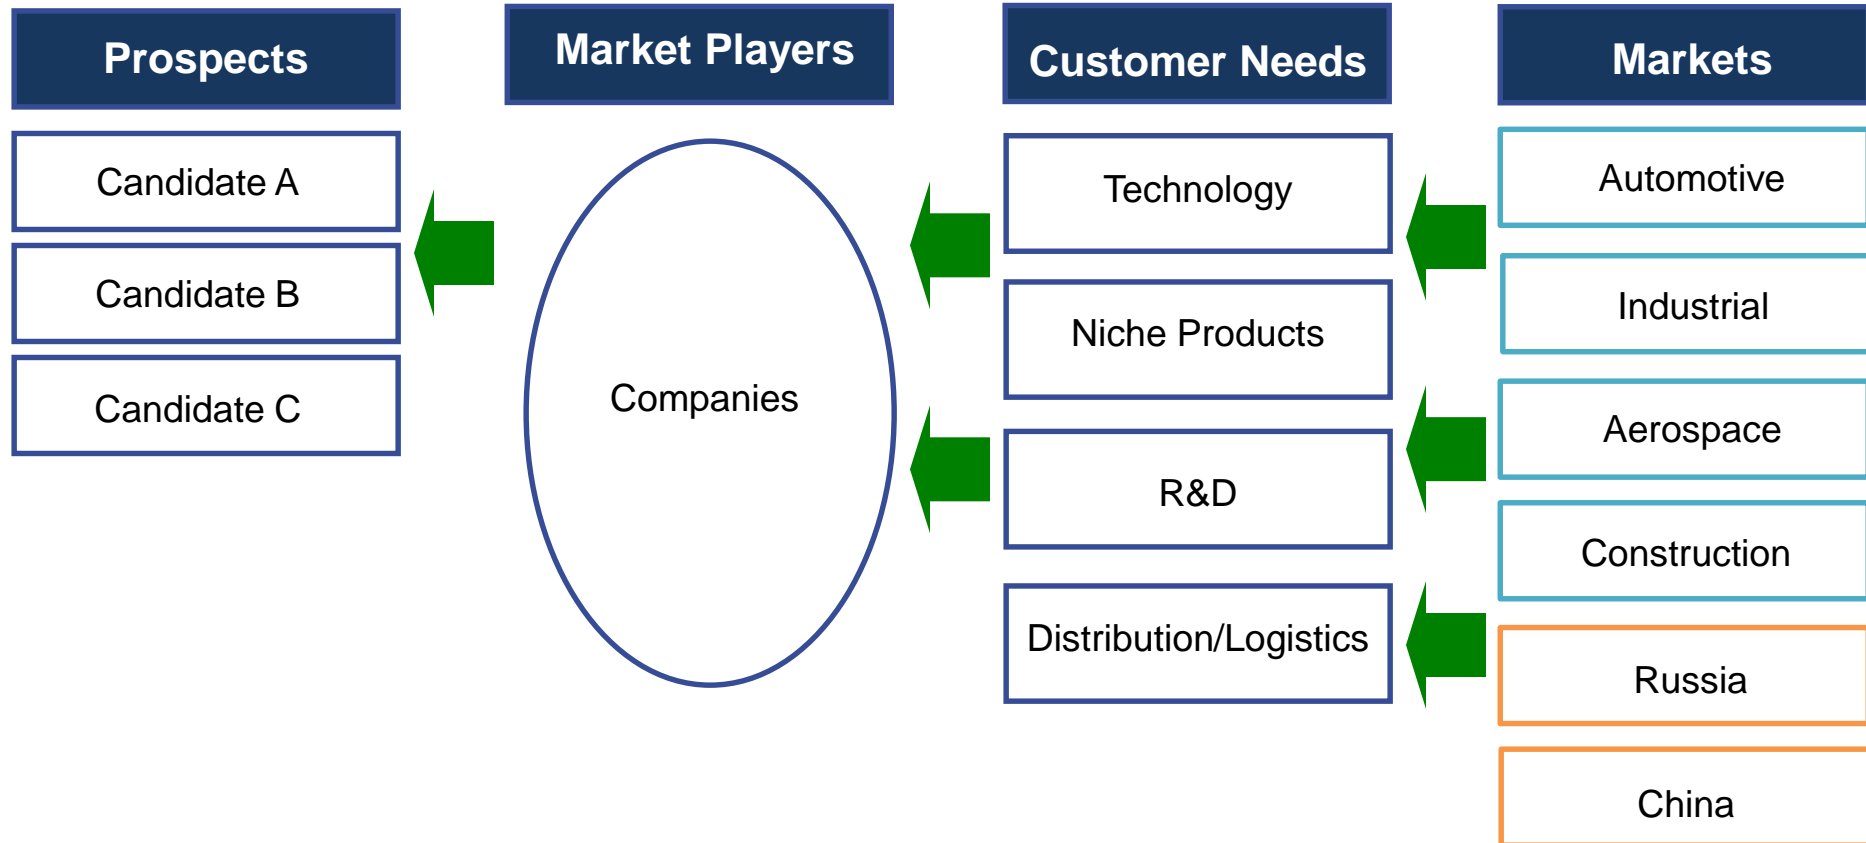 Prospects
Market Players
Customer Needs
Markets
Candidate A
Candidate B
Candidate C
Companies
Technology
Niche Products
R&D
Distribution/Logistics
Automotive
Industrial
Aerospace
Construction
Russia
China